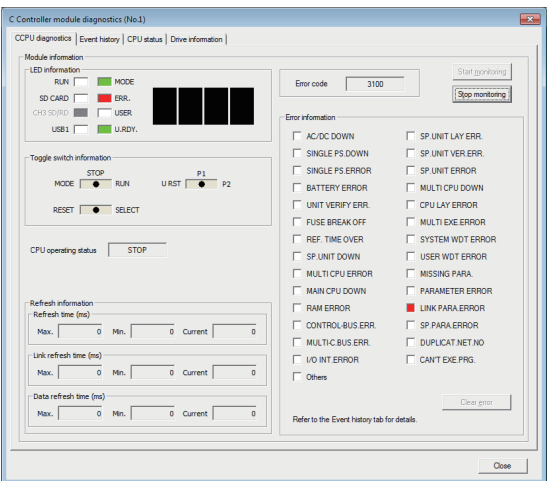 C Controller module diagnostics (No.1)
CCPU diagnostics Event history CPU status Drive information
Module information
LED information
RUN MODE
SD CARD ERR.
CH3 SD/RD USER
USB1 U.RDY.
Toggle switch information
STOP P1
MODE RUN U RST P2
RESET SELECT
CPU operating status STOP
Refresh information
Refresh time (ms)
Max. 0 Min. 0 Current 0
Link refresh time (ms)
Max. 0 Min. 0 Current 0
Data refresh time (ms)
Max. 0 Min. 0 Current 0
Error code 3100
Start monitoring
Stop monitoring
Error information
AC/DC DOWN SP.UNIT LAY ERR.
SINGLE PS.DOWN SP.UNIT VER.ERR.
SINGLE PS.ERROR SP.UNIT ERROR
BATTERY ERROR MULTI CPU DOWN
UNIT VERIFY ERR. CPU LAY ERROR
FUSE BREAK OFF MULTI EXE.ERROR
REF. TIME OVER SYSTEM WDT ERROR
SP.UNIT DOWN USER WDT ERROR
MULTI CPU ERROR MISSING PARA.
MAIN CPU DOWN PARAMETER ERROR
RAM ERROR LINK PARA.ERROR
CONTROL-BUS.ERR. SP.PARA.ERROR
MULTI-C.BUS.ERR. DUPLICAT.NET.NO
I/O INT.ERROR CAN'T EXE.PRG.
Others
Clear error
Refer to the Event history tab for details.
Close